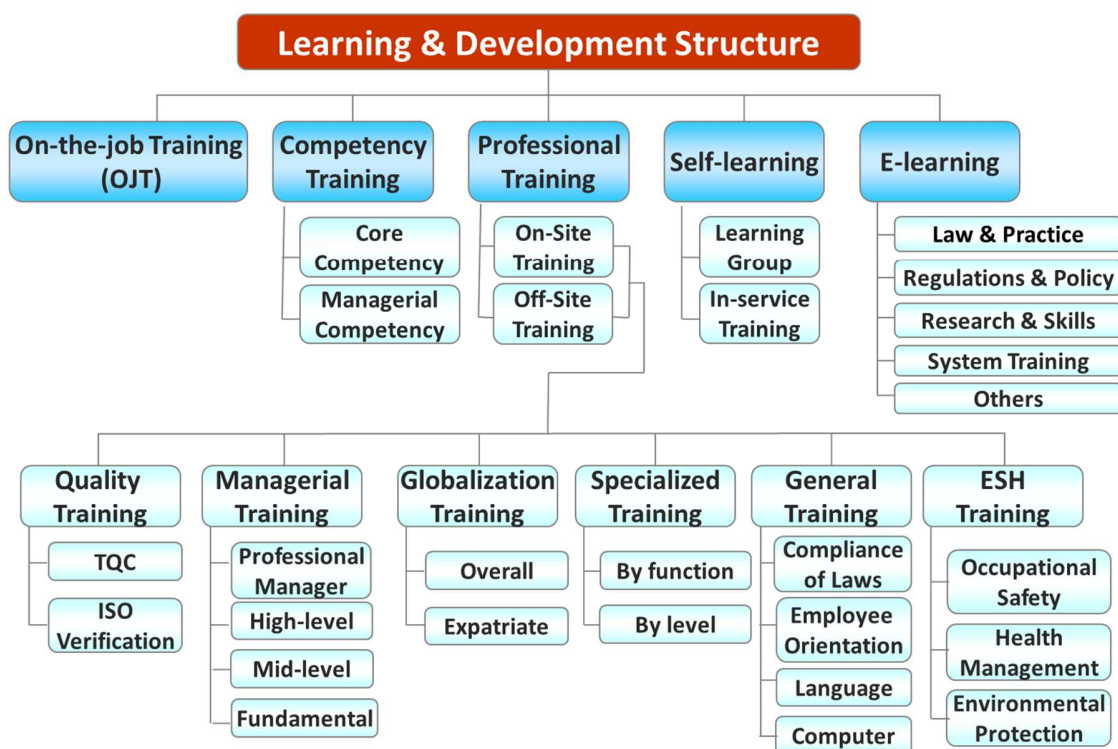 Learning & Development Structure
On-the-job Training
(OJT)
Competency
Training
Professional
Training
Self-learning
E-learning
Core
Competency
Managerial
Competency
On-Site
Training
Off-Site
Training
Learning
Group
In-service
Training
Law & Practice
Regulations & Policy
Research & Skills
System Training
Others
Quality
Training
TQC
ISO
Verification
Managerial
Training
Professional
Manager
High-level
Mid-level
Fundamental
Globalization
Training
Overall
Expatriate
Specialized
Training
By function
By level
General
Training
Compliance
of Laws
Employee
Orientation
Language
Computer
ESH
Training
Occupational
Safety
Health
Management
Environmental
Protection